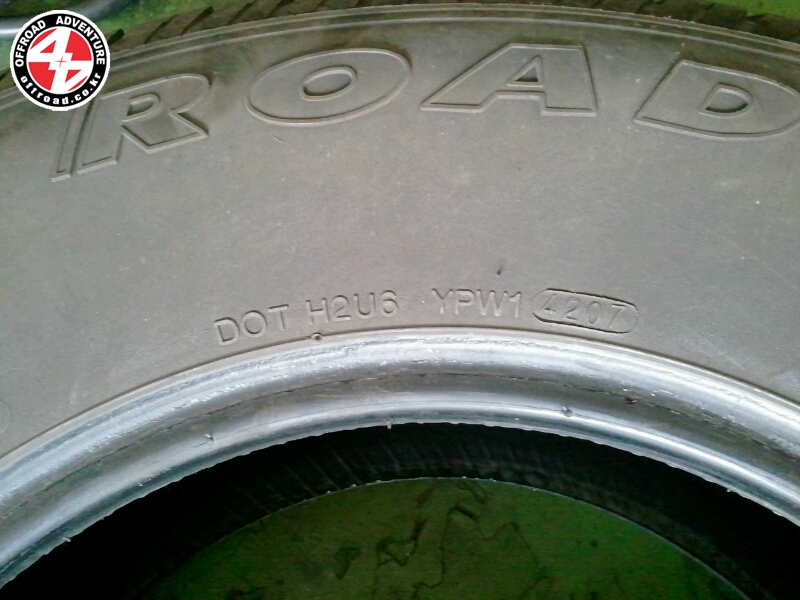 OFFROAD ADVENTURE
4x4
offroad.co.kr
ROAD
DOT H2U6 YPW1 4207